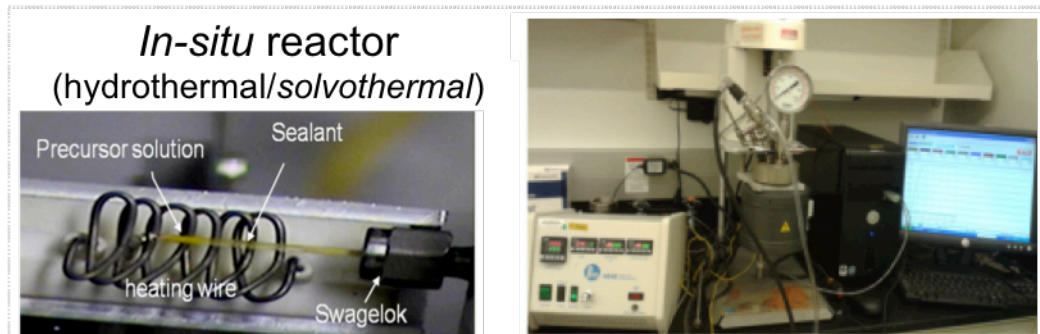 In-situ reactor
(hydrothermal/solvothermal)
Sealant
Precursor solution
heating wire
Swagelok